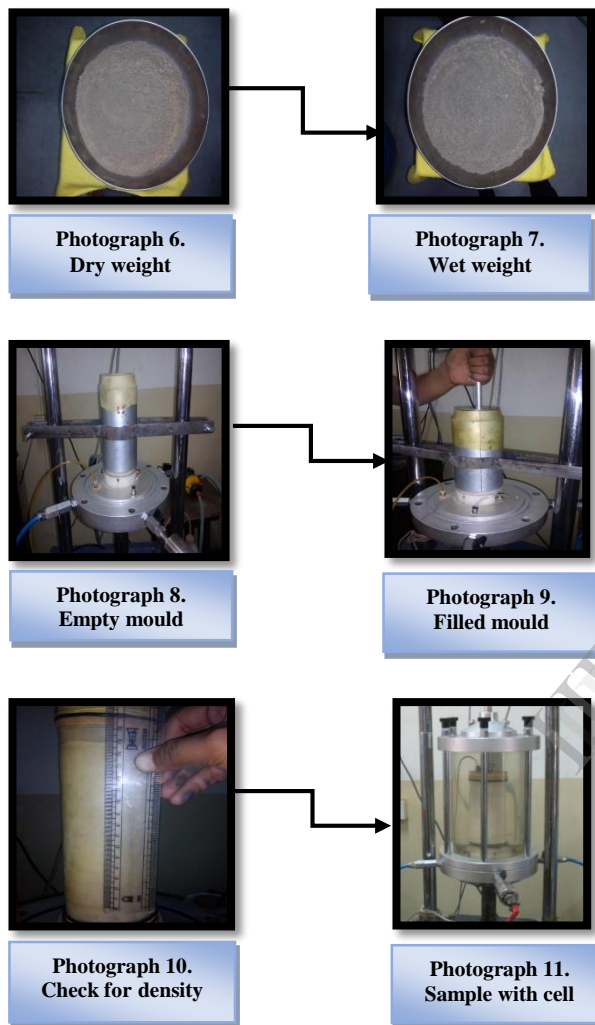 Photograph 6.
Dry weight
Photograph 7.
Wet weight
Photograph 8.
Empty mould
Photograph 9.
Filled mould
Photograph 10.
Check for density
Photograph 11.
Sample with cell